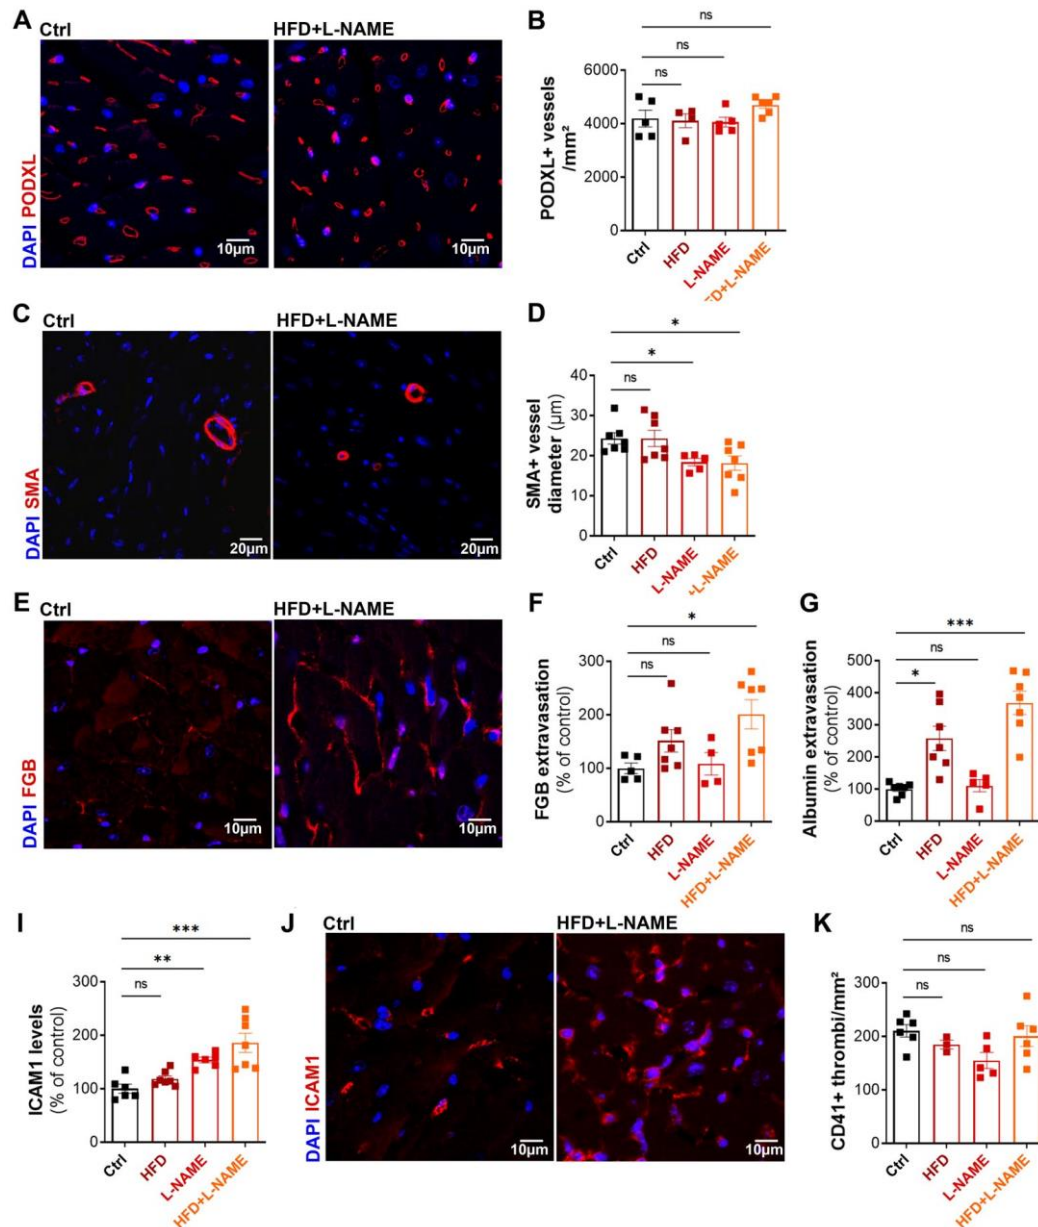 A
Ctrl
HFD+L-NAME
DAPI PODXL
10µm
10µm
B
ns
ns
ns
PODXL+ vessels
/mm²
6000
4000
2000
0
Ctrl
HFD
L-NAME
FD+L-NAME
C
Ctrl
HFD+L-NAME
DAPI SMA
20µm
20µm
D
*
*
ns
SMA+ vessel
diameter (µm)
40
30
20
10
0
Ctrl
HFD
L-NAME
+L-NAME
E
Ctrl
HFD+L-NAME
DAPI FGB
10µm
10µm
F
*
ns
ns
FGB extravasation
(% of control)
300
200
100
0
Ctrl
HFD
L-NAME
HFD+L-NAME
G
***
ns
*
Albumin extravasation
(% of control)
500
400
300
200
100
0
Ctrl
HFD
L-NAME
HFD+L-NAME
I
***
**
ns
ICAM1 levels
(% of control)
300
200
100
0
Ctrl
HFD
L-NAME
HFD+L-NAME
J
Ctrl
HFD+L-NAME
DAPI ICAM1
10µm
10µm
K
ns
ns
ns
CD41+ thrombi/mm²
300
200
100
0
Ctrl
HFD
L-NAME
HFD+L-NAME